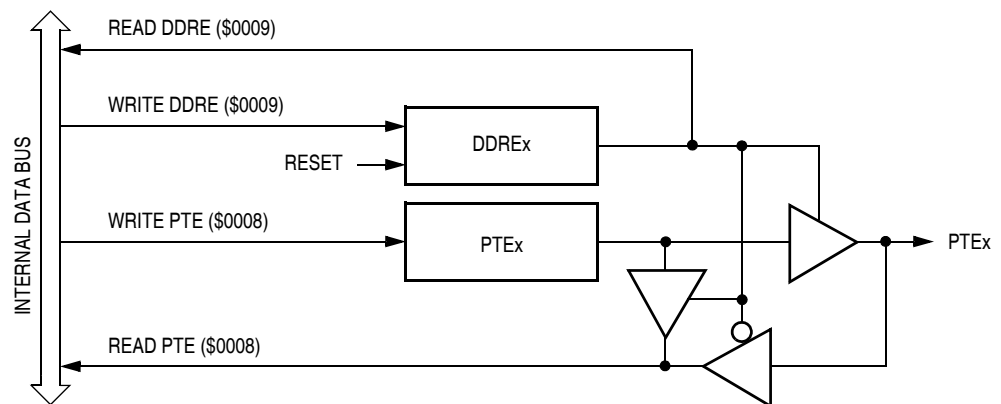 READ DDRE ($0009)
WRITE DDRE ($0009)
DDREx
RESET
INTERNAL DATA BUS
WRITE PTE ($0008)
PTEx
PTEx
READ PTE ($0008)